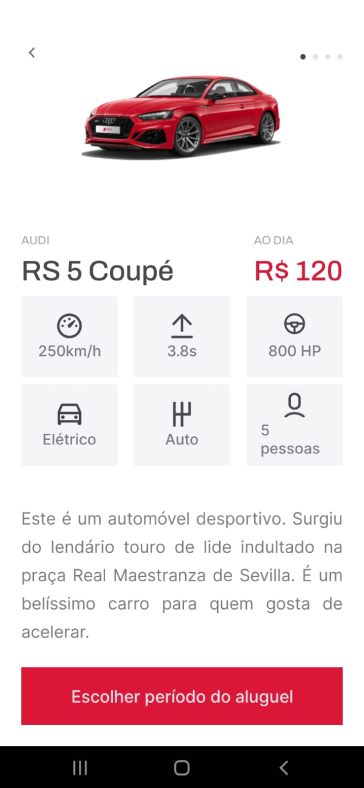 AUDI
AO DIA
RS 5 Coupé
R$ 120
250km/h
3.8s
800 HP
Elétrico
Auto
5
pessoas
Este é um automóvel desportivo. Surgiu
do lendário touro de lide indultado na
praça Real Maestranza de Sevilla. É um
belíssimo carro para quem gosta de
acelerar.
Escolher período do aluguel